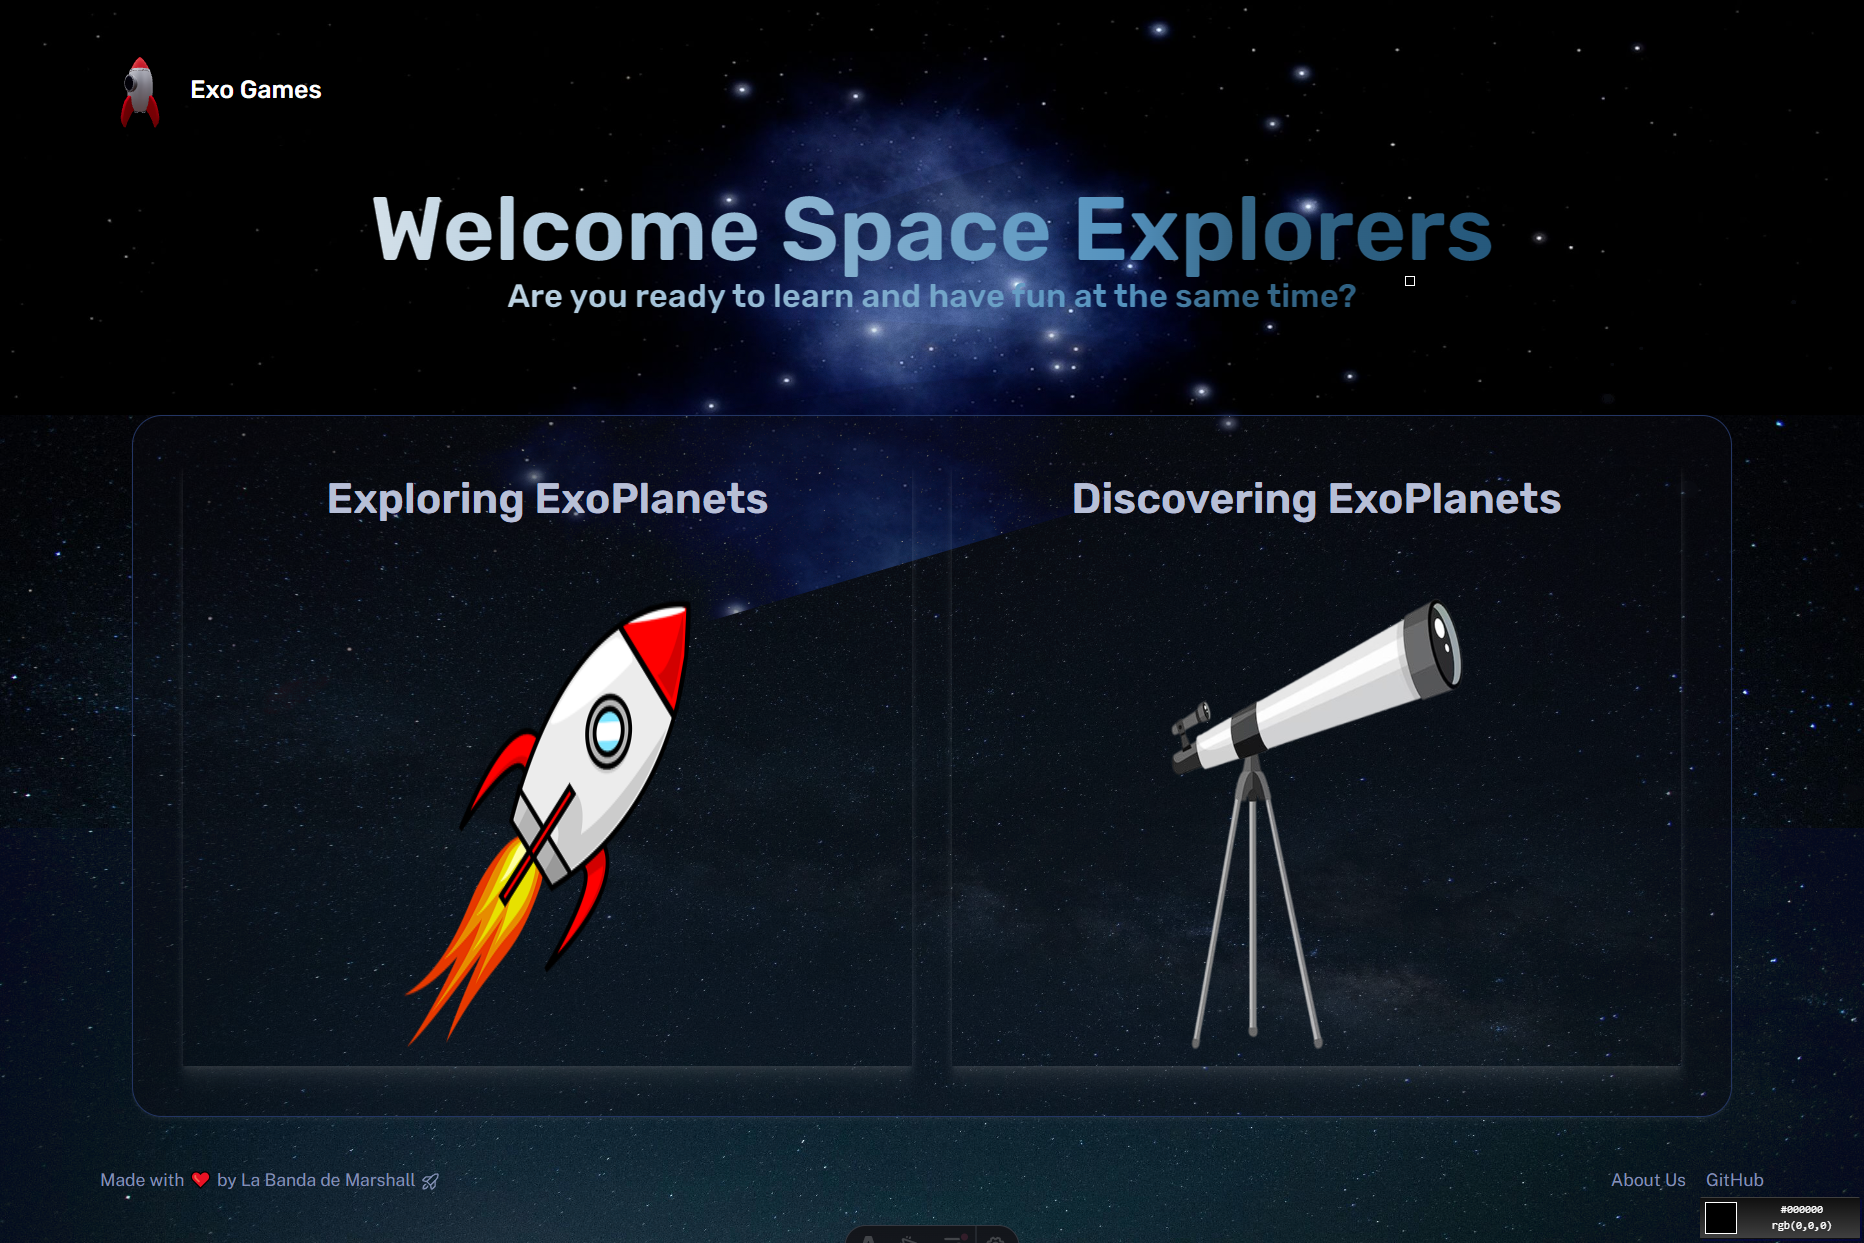 Exo Games
Welcome Space Explorers
Are you ready to learn and have fun at the same time?
Exploring ExoPlanets
Discovering ExoPlanets
Made with ❤️ by La Banda de Marshall 🚀
About Us GitHub
#000000
rgb(0,0,0)